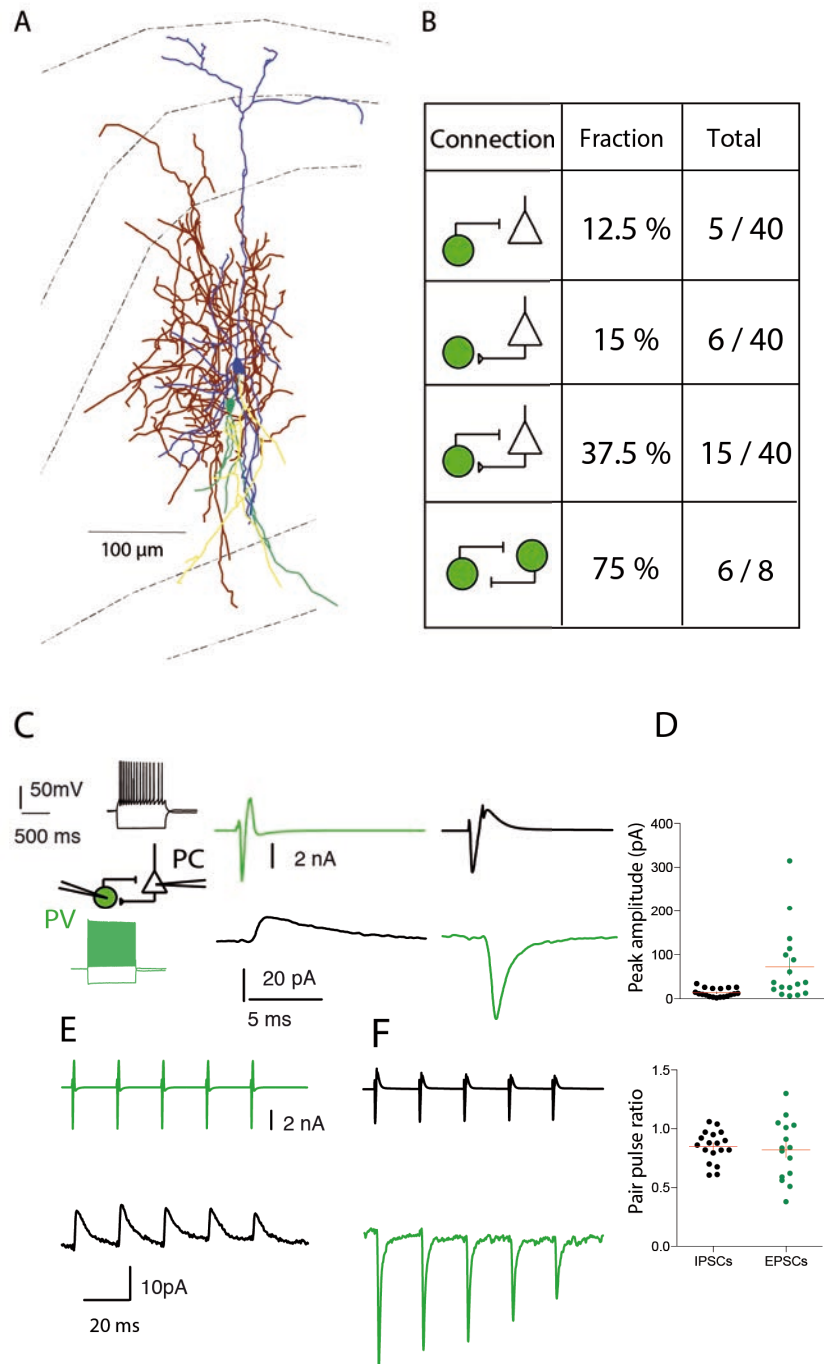 A
100 µm
B
Connection Fraction Total
12.5 % 5 / 40
15 % 6 / 40
37.5 % 15 / 40
75 % 6 / 8
C
50mV
500 ms
PC
PV
2 nA
20 pA
5 ms
D
Peak amplitude (pA)
400
300
200
100
0
E
2 nA
10pA
20 ms
F
Pair pulse ratio
1.5
1.0
0.5
0.0
IPSCs EPSCs